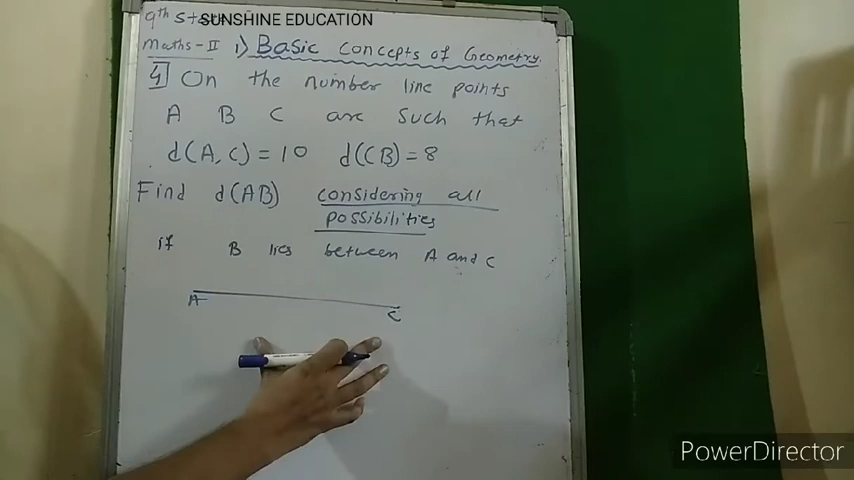 9th St
SUNSHINE EDUCATION
Maths-II 1) Basic concepts of Geometry.
4] On the number line points
A B C are such that
d(A,C) = 10 d(CB) = 8
Find d(AB) considering all
possibilities
if B lies between A and C
A C
PowerDirector